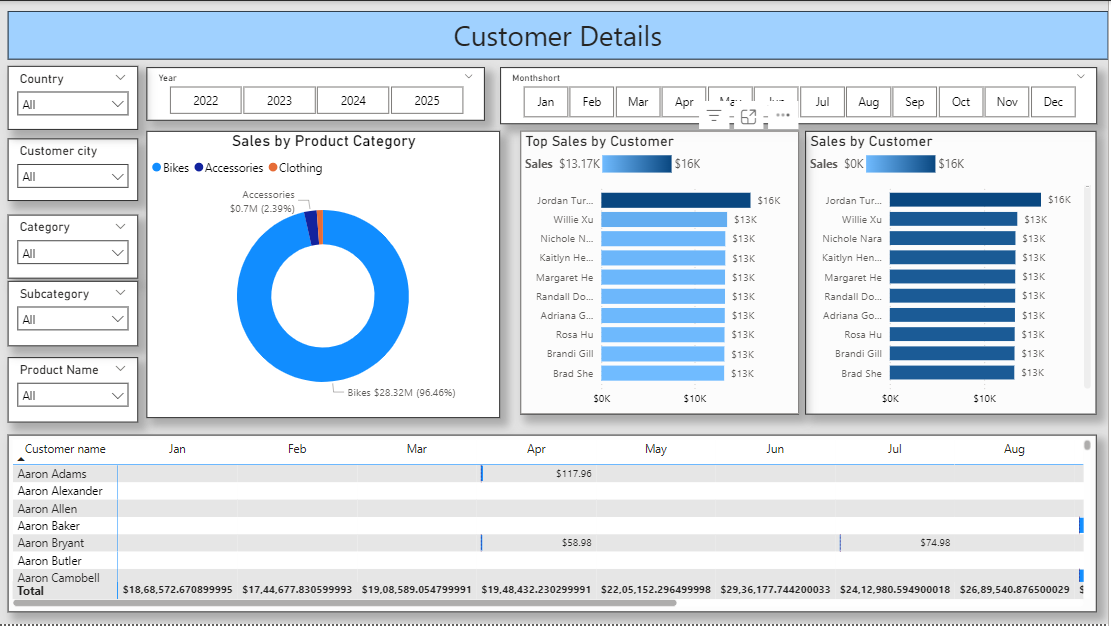 Customer Details
Country
All
Customer city
All
Category
All
Subcategory
All
Product Name
All
Year
2022 2023 2024 2025
Monthshort
Jan Feb Mar Apr Jul Aug Sep Oct Nov Dec
Sales by Product Category
Bikes Accessories Clothing
Accessories
$0.7M (2.39%)
Bikes $28.32M (96.46%)
Top Sales by Customer
Sales $13.17K $16K
Jordan Tur... $16K
Willie Xu $13K
Nichole N... $13K
Kaitlyn He... $13K
Margaret He $13K
Randall Do... $13K
Adriana G... $13K
Rosa Hu $13K
Brandi Gill $13K
Brad She $13K
$0K $10K
Sales by Customer
Sales $0K $16K
Jordan Tur... $16K
Willie Xu $13K
Nichole Nara $13K
Kaitlyn Hen... $13K
Margaret He $13K
Randall Do... $13K
Adriana Go... $13K
Rosa Hu $13K
Brandi Gill $13K
Brad She $13K
$0K $10K
Customer name Jan Feb Mar Apr May Jun Jul Aug
Aaron Adams $117.96
Aaron Alexander
Aaron Allen
Aaron Baker
Aaron Bryant $58.98 $74.98
Aaron Butler
Aaron Campbell
Total $18,68,572.670899995 $17,44,677.830599993 $19,08,589.054799991 $19,48,432.230299991 $22,05,152.296499998 $29,36,177.744200033 $24,12,980.594900018 $26,89,540.876500029 $